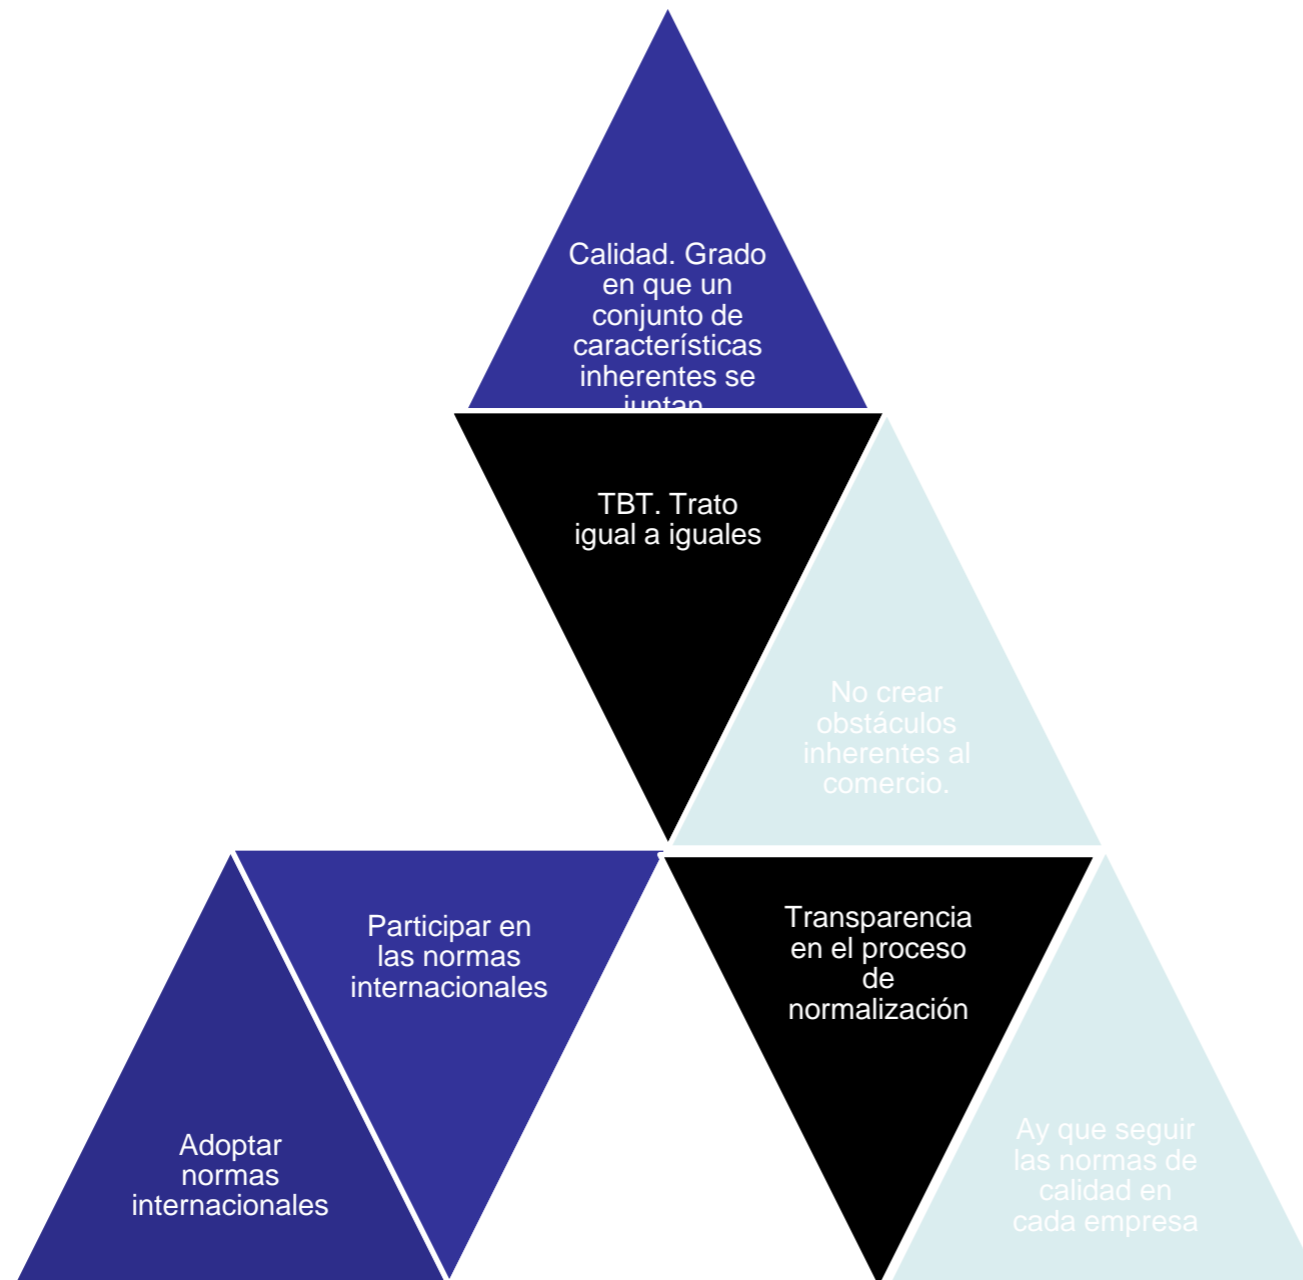 Calidad. Grado
en que un
conjunto de
características
inherentes se
juntan
TBT. Trato
igual a iguales
No crear
obstáculos
inherentes al
comercio.
Participar en
las normas
internacionales
Transparencia
en el proceso
de
normalización
Adoptar
normas
internacionales
Ay que seguir
las normas de
calidad en
cada empresa